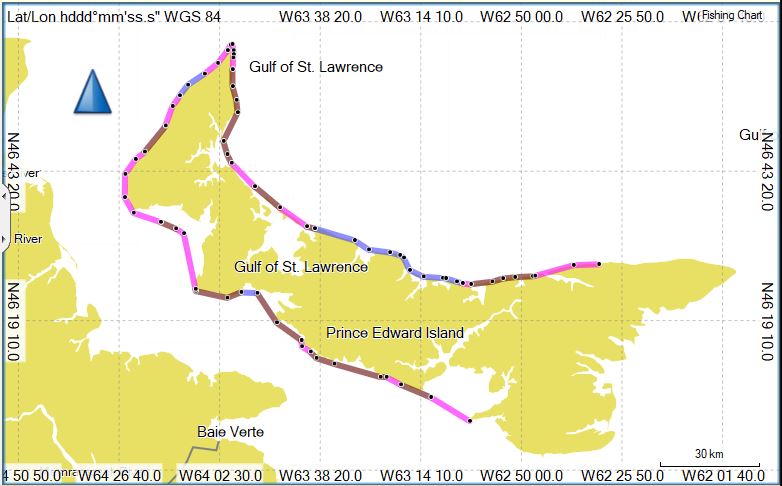 Lat/Lon hddd°mm'ss.s" WGS 84
W63 38 20.0
W63 14 10.0
W62 50 00.0
W62 25 50.0
Fishing Chart
Gulf of St. Lawrence
N46 43 20.0
N46 43 20.0
River
Gulf of St. Lawrence
N46 19 10.0
N46 19 10.0
Prince Edward Island
Baie Verte
30 km
50 50.0
W64 26 40.0
W64 02 30.0
W63 38 20.0
W63 14 10.0
W62 50 00.0
W62 25 50.0
W62 01 40.0